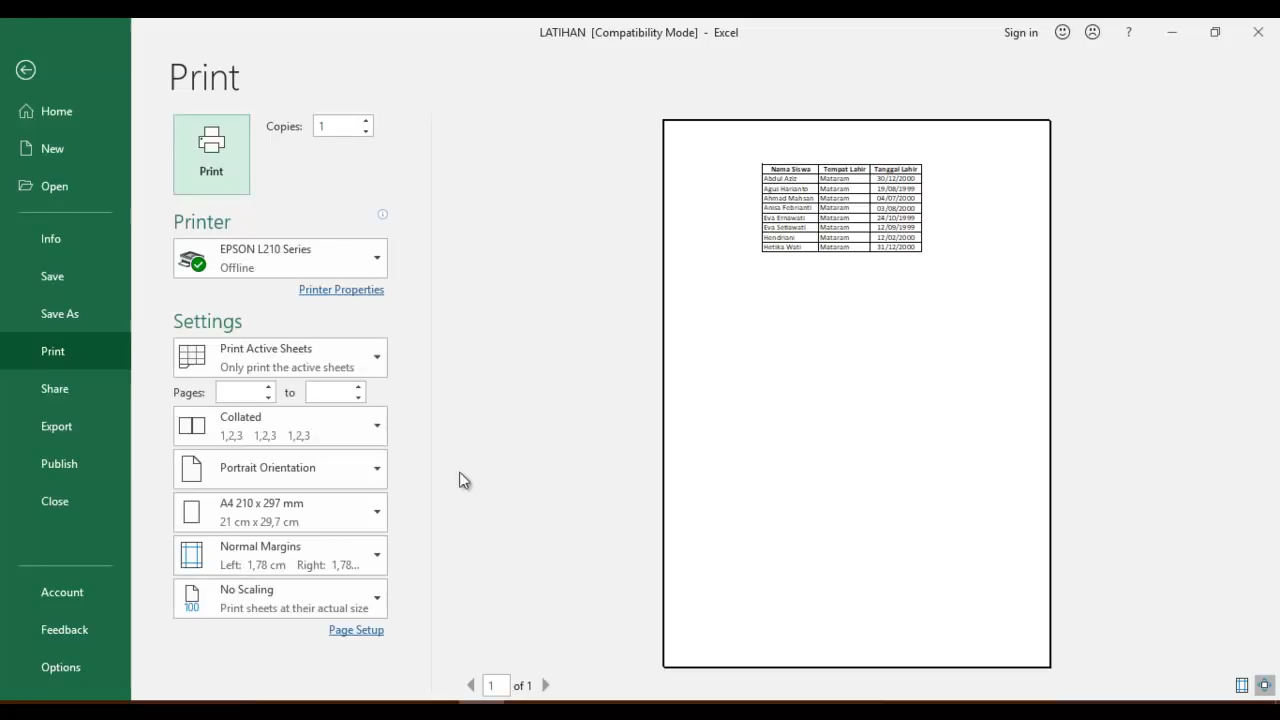 LATIHAN [Compatibility Mode] - Excel
Sign in
?
Home
New
Open
Info
Save
Save As
Print
Share
Export
Publish
Close
Account
Feedback
Options
Print
Print
Copies: 1
Printer
EPSON L210 Series
Offline
Printer Properties
Settings
Print Active Sheets
Only print the active sheets
Pages: to
Collated
1,2,3 1,2,3 1,2,3
Portrait Orientation
A4 210 x 297 mm
21 cm x 29,7 cm
Normal Margins
Left: 1,78 cm Right: 1,78...
No Scaling
100
Print sheets at their actual size
Page Setup
Nama Siswa Tempat Lahir Tanggal Lahir
Abdul Aziz Mataram 30/12/2000
Agus Harianto Mataram 19/08/1999
Ahmad Mahsan Mataram 04/07/2000
Anisa Febrianti Mataram 03/08/2000
Eva Ernawati Mataram 24/10/1999
Eva Setiawati Mataram 12/09/1999
Hendriani Mataram 12/02/2000
Hetika Wati Mataram 31/12/2000
1 of 1